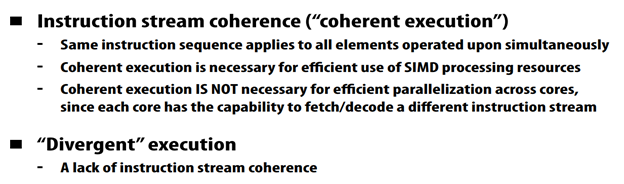 ■ Instruction stream coherence (“coherent execution”)
- Same instruction sequence applies to all elements operated upon simultaneously
- Coherent execution is necessary for efficient use of SIMD processing resources
- Coherent execution IS NOT necessary for efficient parallelization across cores,
since each core has the capability to fetch/decode a different instruction stream
■ “Divergent” execution
- A lack of instruction stream coherence